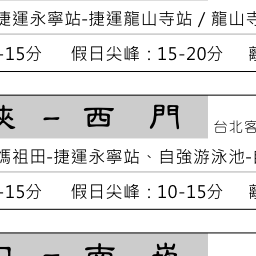 捷運永寧站-捷運龍山寺站 / 龍山寺
-15分 假日尖峰：15-20分 離
峽 – 西 門 台北客
媽祖田-捷運永寧站、自強游泳池-
-15分 假日尖峰：10-15分 離